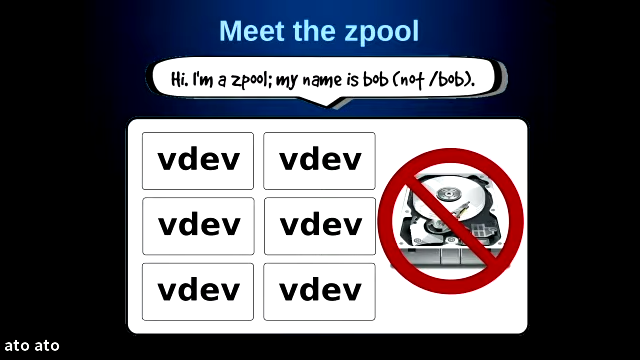 Meet the zpool
Hi. I'm a zpool; my name is bob (not /bob).
vdev vdev
vdev vdev
vdev vdev
ato ato